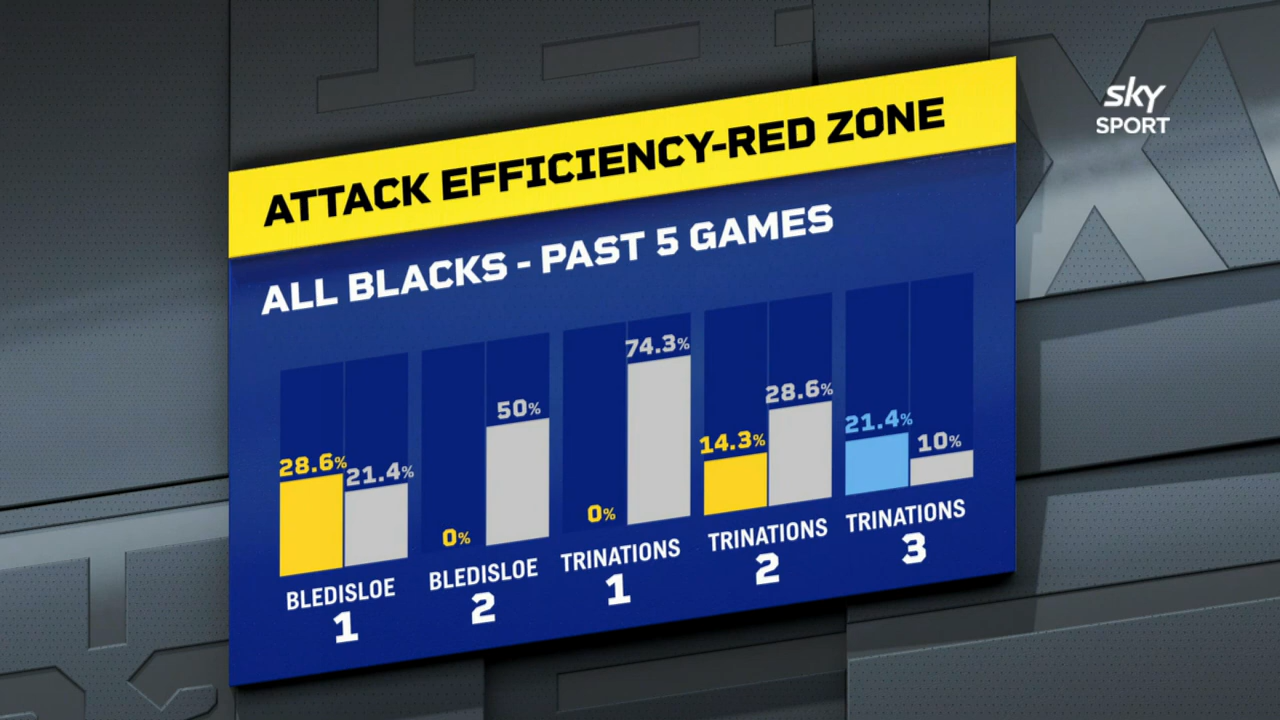 sky
SPORT
ATTACK EFFICIENCY-RED ZONE
ALL BLACKS - PAST 5 GAMES
28.6% 21.4%
0% 50%
0% 74.3%
14.3% 28.6%
21.4% 10%
BLEDISLOE
1
BLEDISLOE
2
TRINATIONS
1
TRINATIONS
2
TRINATIONS
3